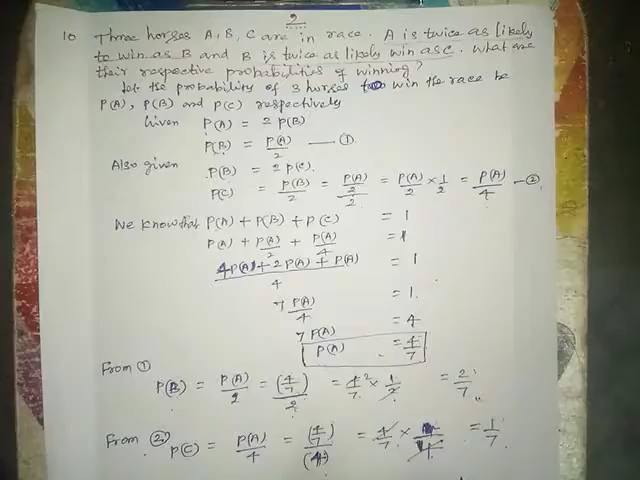 9
10 Three horses A, B, C are in race. A is twice as likely
to win as B and B is twice as likely win as C. What are
their respective probabilities of winning?
let the probability of 3 horses to win the race be
P(A), P(B) and P(C) respectively
Given P(A) = 2 P(B)
P(B) = P(A)/2 — ①
Also given P(B) = 2 P(C).
P(C) = P(B)/2 = (P(A)/2)/2 = P(A)/2 × 1/2 = P(A)/4 — ②
We know that P(A) + P(B) + P(C) = 1
P(A) + P(A)/2 + P(A)/4 = 1
(4P(A) + 2P(A) + P(A))/4 = 1
7 P(A)/4 = 1.
7 P(A) = 4
P(A) = 4/7
From ①
P(B) = P(A)/2 = (4/7)/2 = 4/7 2 × 1/2 = 2/7
From ② P(C) = P(A)/4 = (4/7)/(4) = 4/7 × 1/4 = 1/7